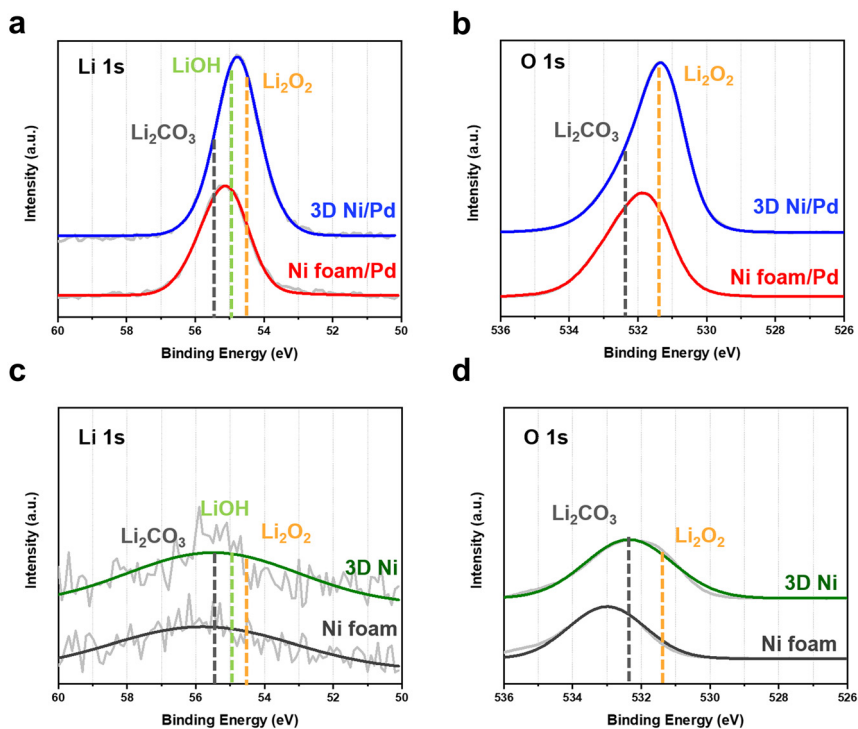 a
Li 1s
LiOH
Li₂O₂
Li₂CO₃
3D Ni/Pd
Ni foam/Pd
Intensity (a.u.)
60 58 56 54 52 50
Binding Energy (eV)
b
O 1s
Li₂O₂
Li₂CO₃
3D Ni/Pd
Ni foam/Pd
Intensity (a.u.)
536 534 532 530 528 526
Binding Energy (eV)
c
Li 1s
LiOH
Li₂CO₃
Li₂O₂
3D Ni
Ni foam
Intensity (a.u.)
60 58 56 54 52 50
Binding Energy (eV)
d
O 1s
Li₂CO₃
Li₂O₂
3D Ni
Ni foam
Intensity (a.u.)
536 534 532 530 528 526
Binding Energy (eV)